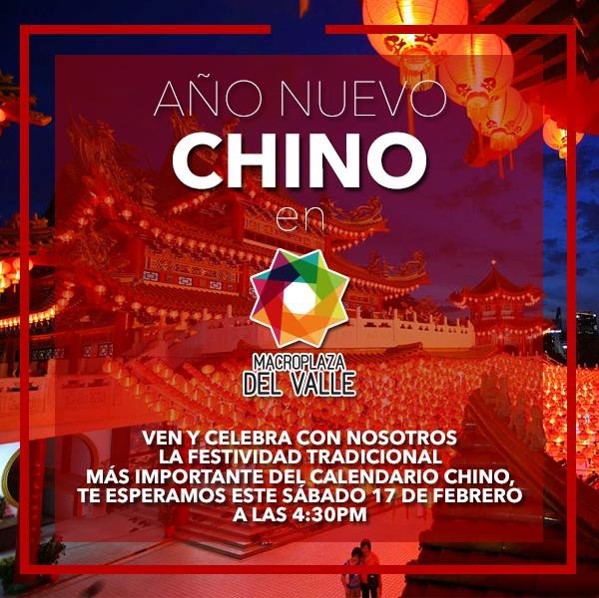 AÑO NUEVO
CHINO
en
MACROPLAZA
DEL VALLE
VEN Y CELEBRA CON NOSOTROS
LA FESTIVIDAD TRADICIONAL
MÁS IMPORTANTE DEL CALENDARIO CHINO,
TE ESPERAMOS ESTE SÁBADO 17 DE FEBRERO
A LAS 4:30PM